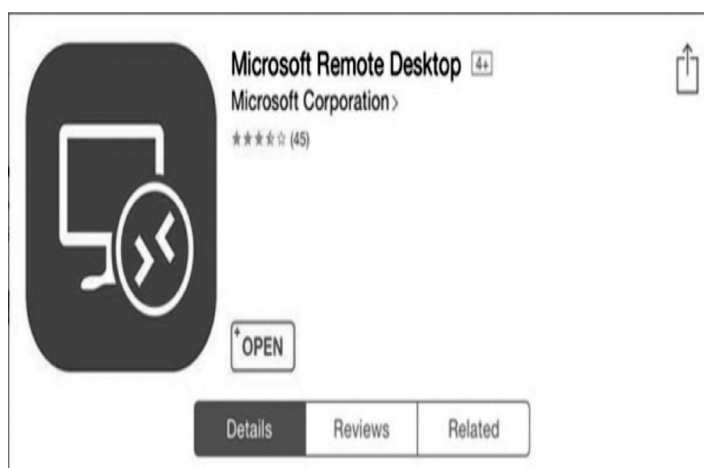 Microsoft Remote Desktop 4+
Microsoft Corporation >
(45)
+ OPEN
Details Reviews Related